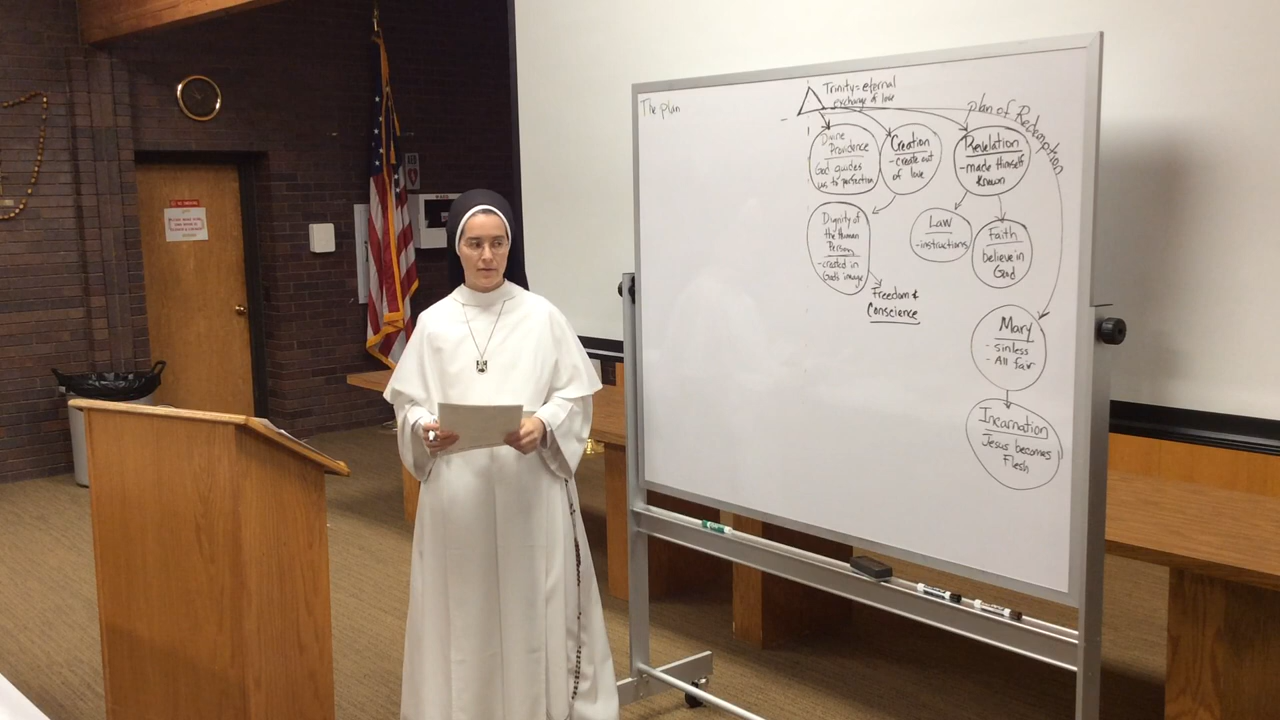 The plan
Trinity = eternal
exchange of love
plan of Redemption
Divine
Providence
God guides
us to perfection
Creation
- create out
of love
Revelation
- made Himself
Known
Dignity of
the Human
Person
- created in
God's image
Law
- instructions
Faith
believe in
God
Freedom &
Conscience
Mary
- sinless
- All fair
Incarnation
Jesus becomes
Flesh